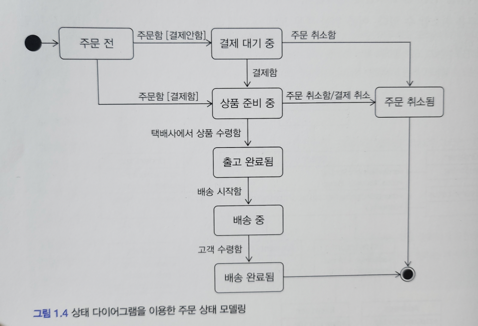 주문 전
주문함 [결제안함]
결제 대기 중
주문 취소함
결제함
주문함 [결제함]
상품 준비 중
주문 취소함/결제 취소
주문 취소됨
택배사에서 상품 수령함
출고 완료됨
배송 시작함
배송 중
고객 수령함
배송 완료됨
그림 1.4 상태 다이어그램을 이용한 주문 상태 모델링